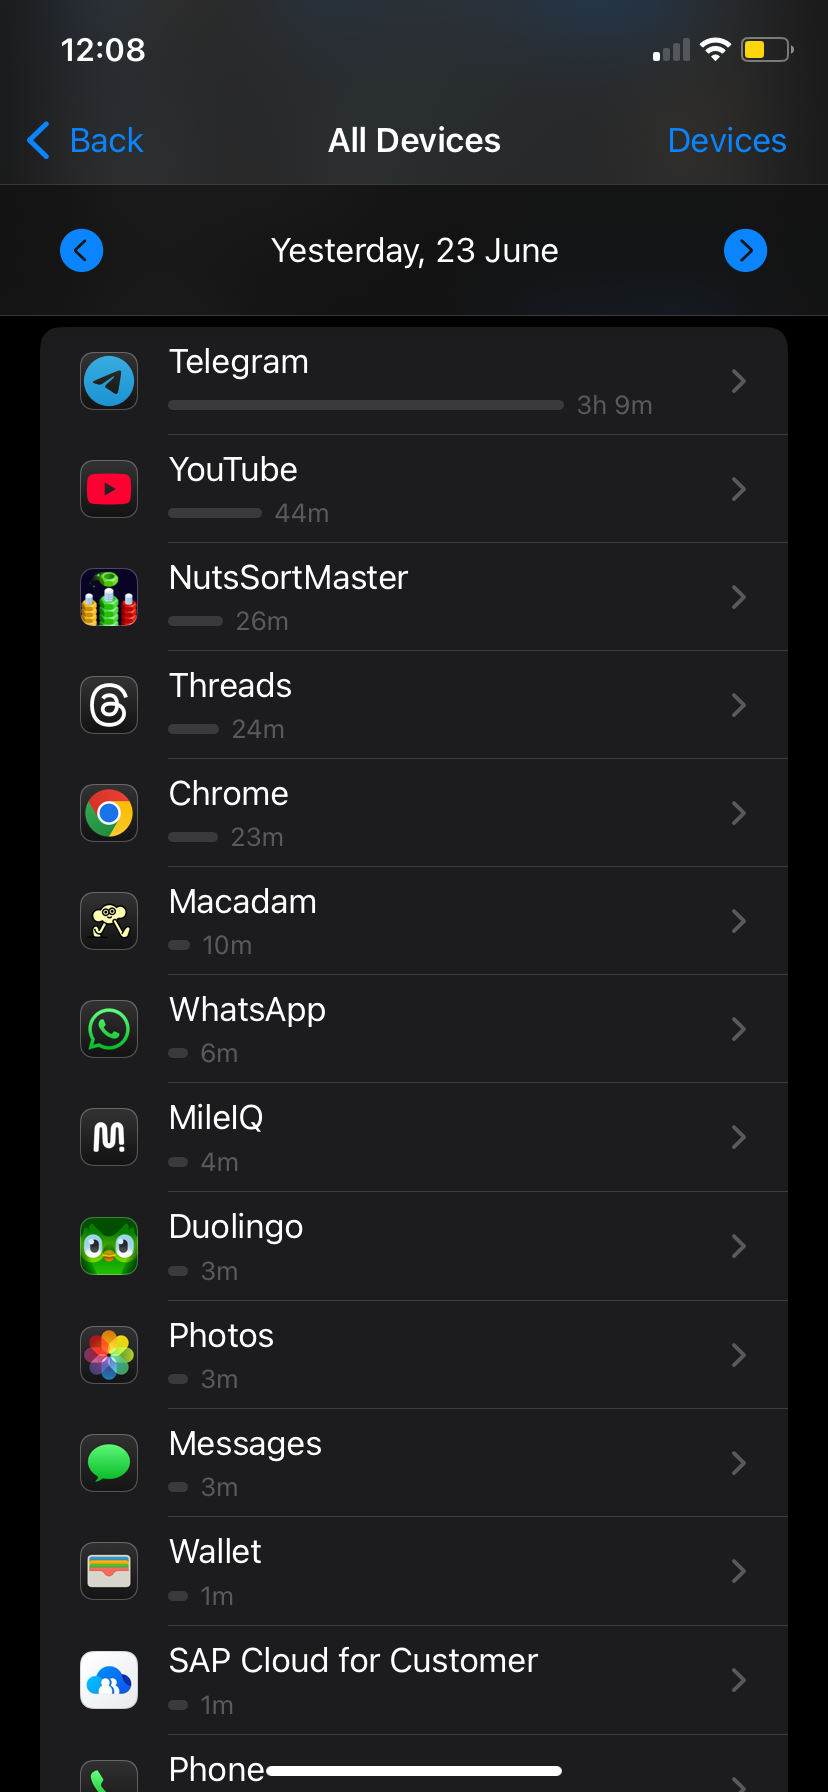 12:08
Back
All Devices
Devices
Yesterday, 23 June
Telegram
3h 9m
YouTube
44m
NutsSortMaster
26m
Threads
24m
Chrome
23m
Macadam
10m
WhatsApp
6m
MileIQ
4m
Duolingo
3m
Photos
3m
Messages
3m
Wallet
1m
SAP Cloud for Customer
1m
Phone